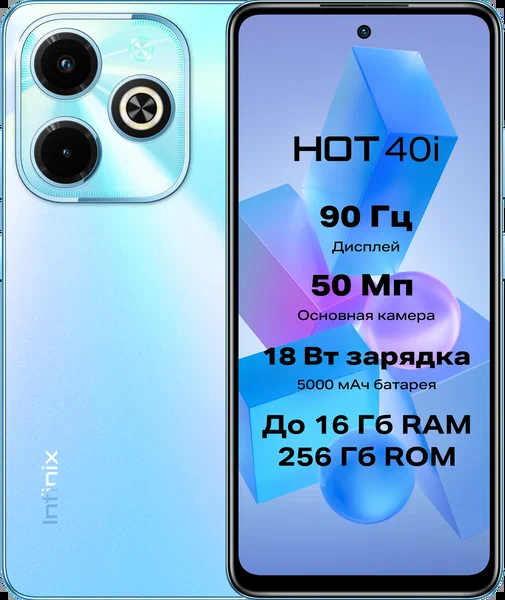 Infinix
HOT 40i
90 Гц
Дисплей
50 Мп
Основная камера
18 Вт зарядка
5000 мАч батарея
До 16 Гб RAM
256 Гб ROM